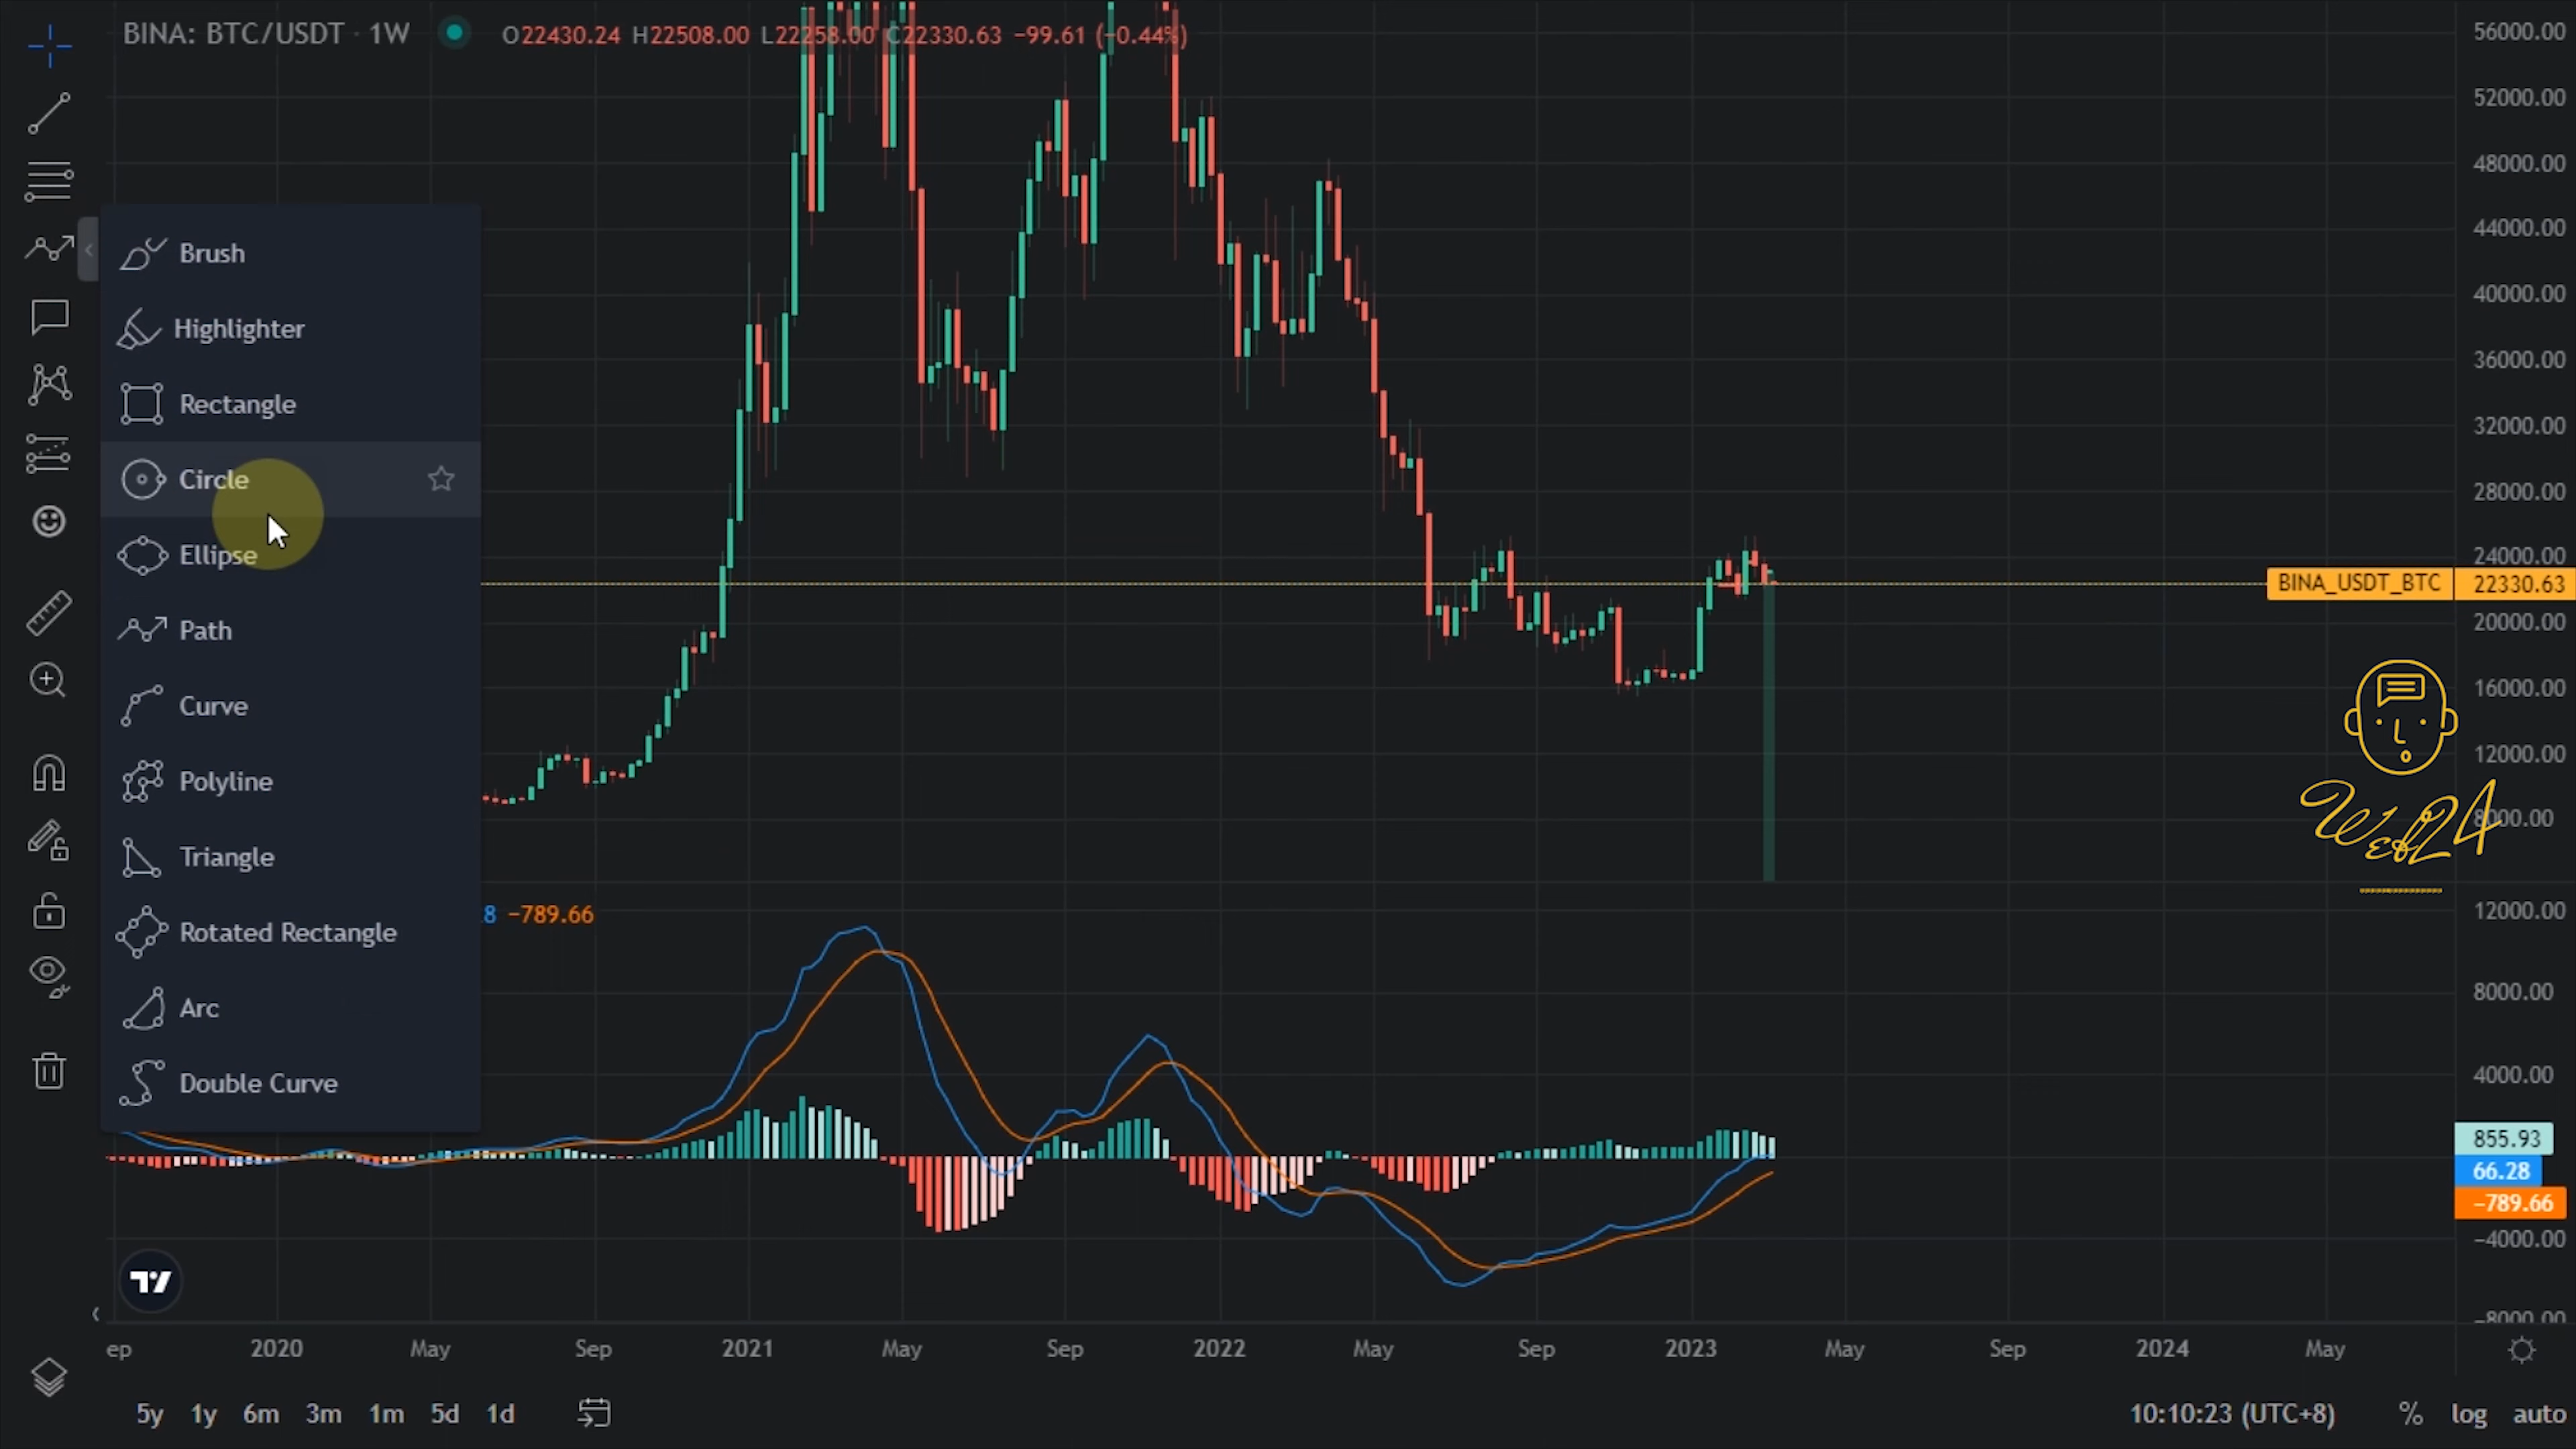 BINA: BTC/USDT · 1W O22430.24 H22508.00 L22258.00 C22330.63 −99.61 (−0.44%)
56000.00
52000.00
48000.00
44000.00
40000.00
36000.00
32000.00
28000.00
24000.00
BINA_USDT_BTC 22330.63
20000.00
16000.00
12000.00
8000.00
Web24
Brush
Highlighter
Rectangle
Circle
Ellipse
Path
Curve
Polyline
Triangle
Rotated Rectangle
Arc
Double Curve
8 −789.66
12000.00
8000.00
4000.00
855.93
66.28
−789.66
−4000.00
−8000.00
ep 2020 May Sep 2021 May Sep 2022 May Sep 2023 May Sep 2024 May
5y 1y 6m 3m 1m 5d 1d 10:10:23 (UTC+8) % log auto